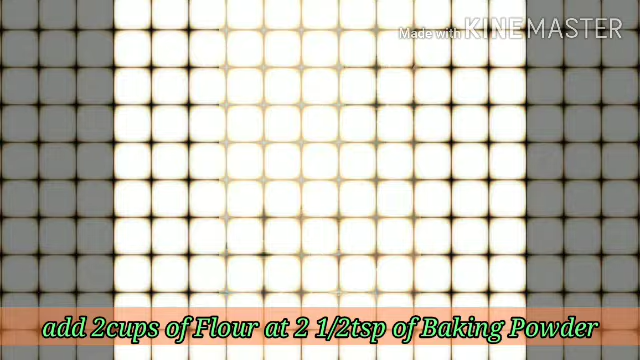 Made with KINEMASTER
add 2cups of Flour at 2 1/2tsp of Baking Powder